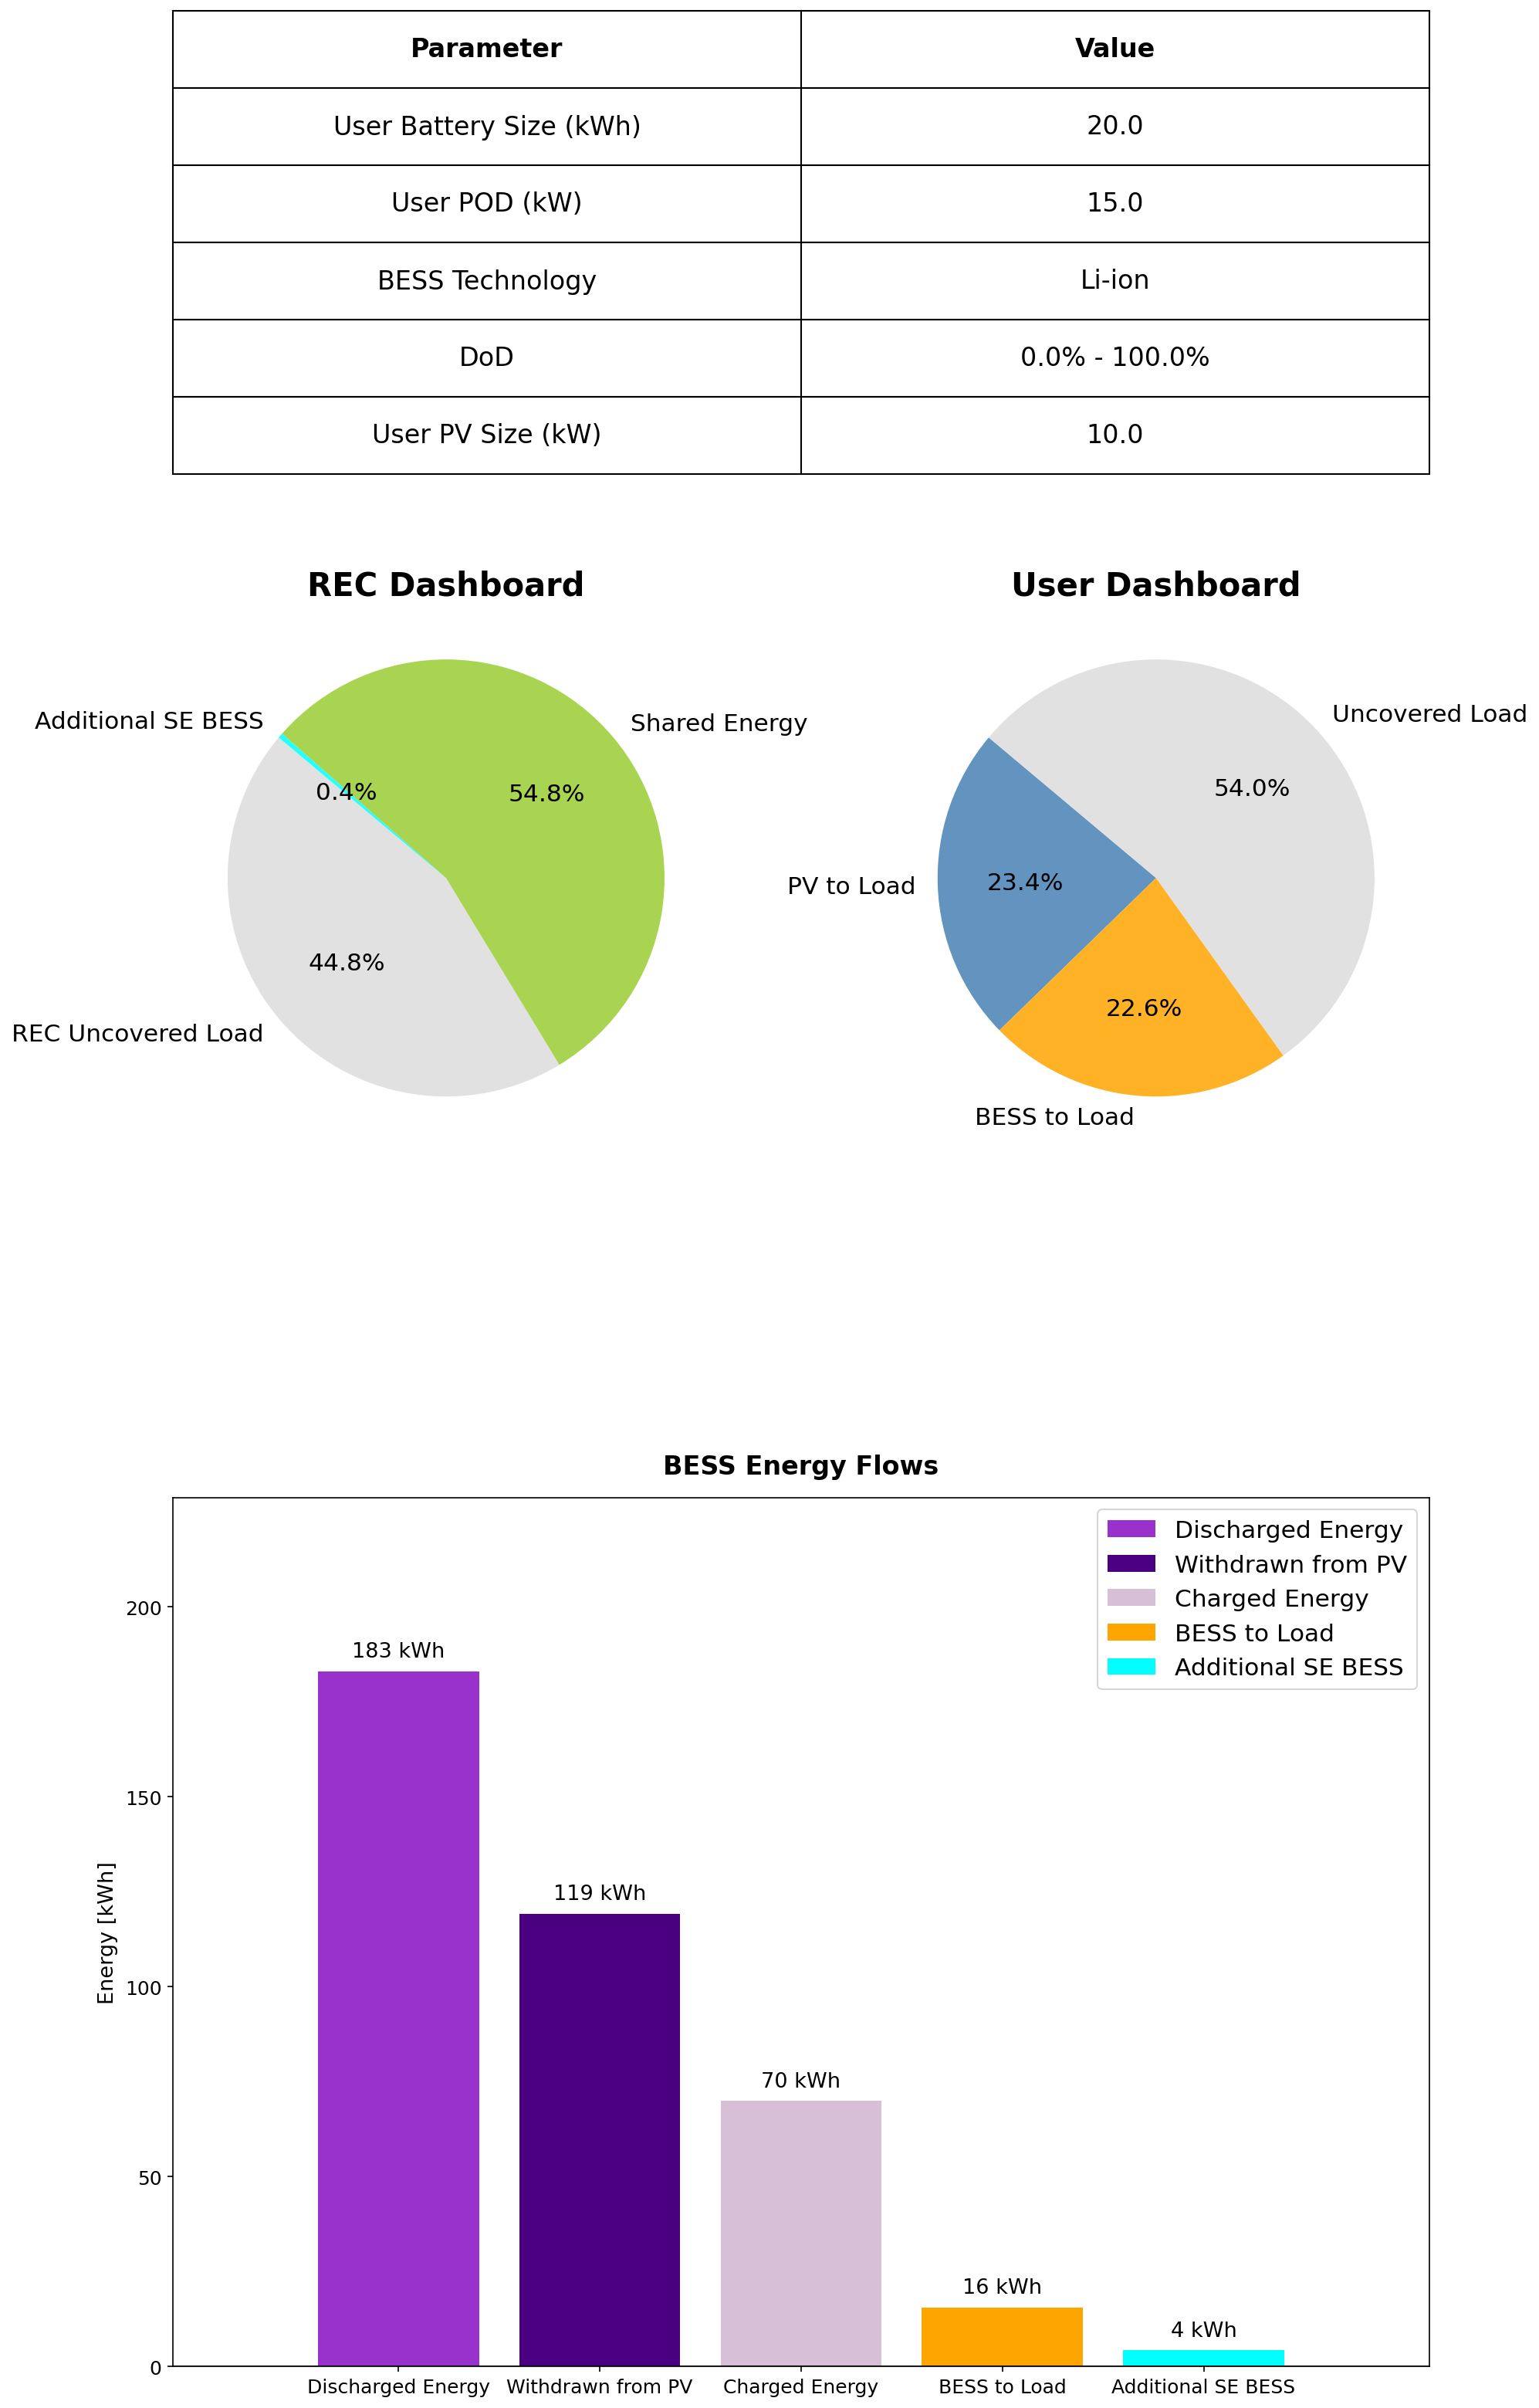 Parameter Value
User Battery Size (kWh) 20.0
User POD (kW) 15.0
BESS Technology Li-ion
DoD 0.0% - 100.0%
User PV Size (kW) 10.0
REC Dashboard
Additional SE BESS
Shared Energy
0.4%
54.8%
44.8%
REC Uncovered Load
User Dashboard
Uncovered Load
54.0%
PV to Load
23.4%
22.6%
BESS to Load
BESS Energy Flows
Discharged Energy
Withdrawn from PV
Charged Energy
BESS to Load
Additional SE BESS
Energy [kWh]
200
150
100
50
0
183 kWh
119 kWh
70 kWh
16 kWh
4 kWh
Discharged Energy Withdrawn from PV Charged Energy BESS to Load Additional SE BESS